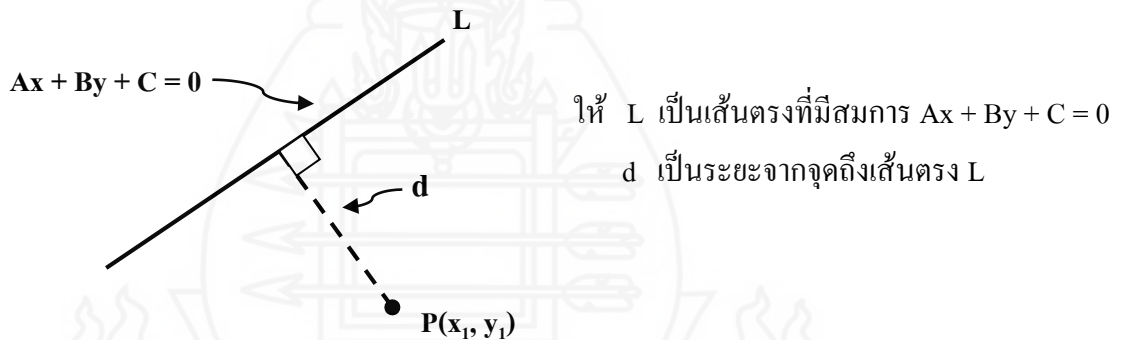 L
Ax + By + C = 0
ให้ L เป็นเส้นตรงที่มีสมการ Ax + By + C = 0
d เป็นระยะจากจุดถึงเส้นตรง L
d
P(x₁, y₁)